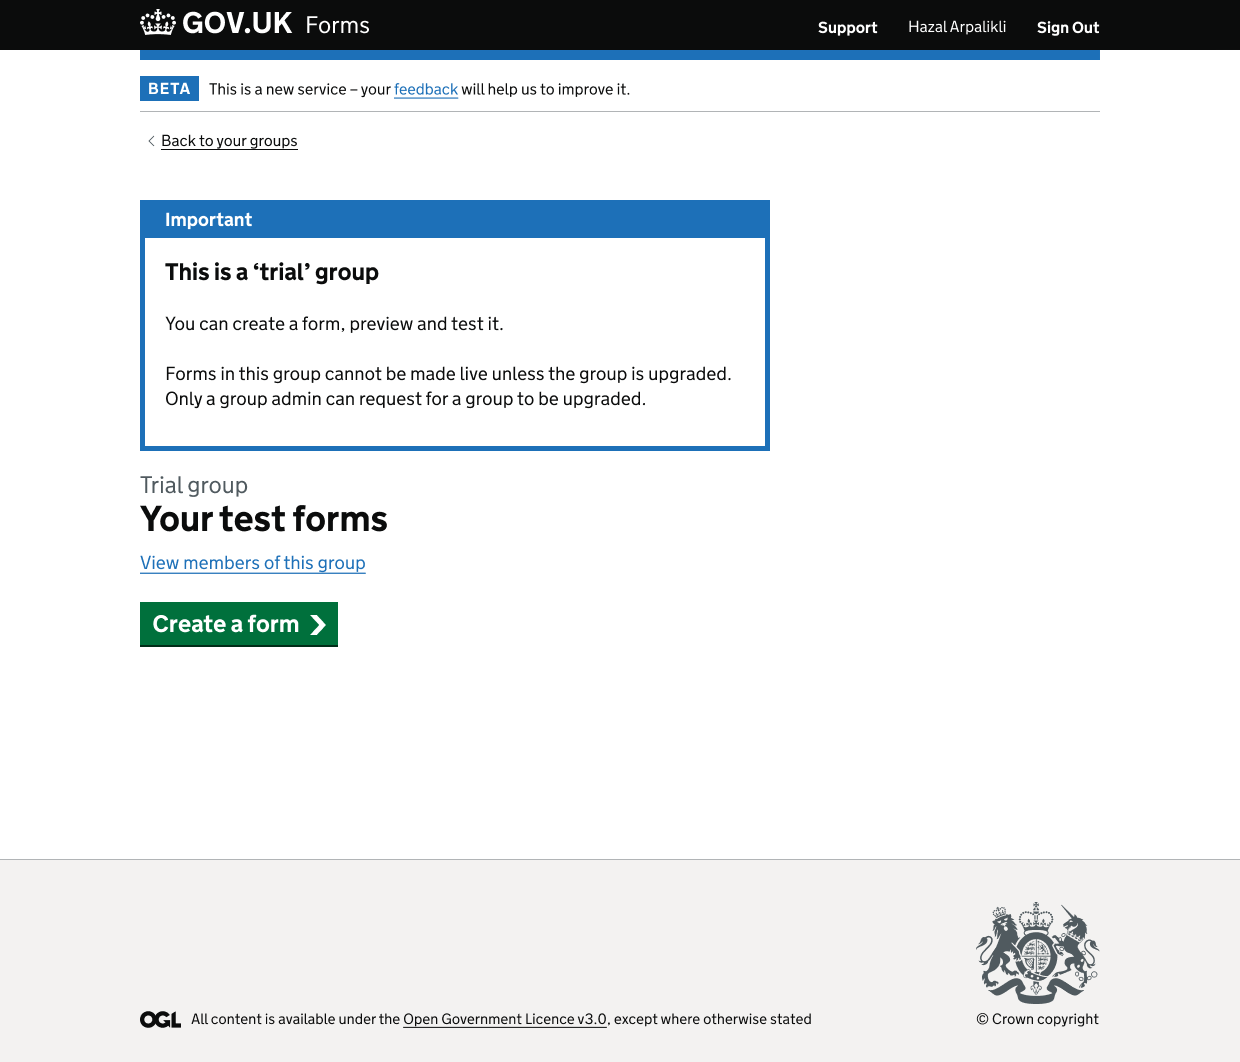 GOV.UK Forms
Support
Hazal Arpalikli
Sign Out
BETA
This is a new service – your feedback will help us to improve it.
Back to your groups
Important
This is a ‘trial’ group
You can create a form, preview and test it.
Forms in this group cannot be made live unless the group is upgraded.
Only a group admin can request for a group to be upgraded.
Trial group
Your test forms
View members of this group
Create a form
OGL
All content is available under the Open Government Licence v3.0, except where otherwise stated
© Crown copyright